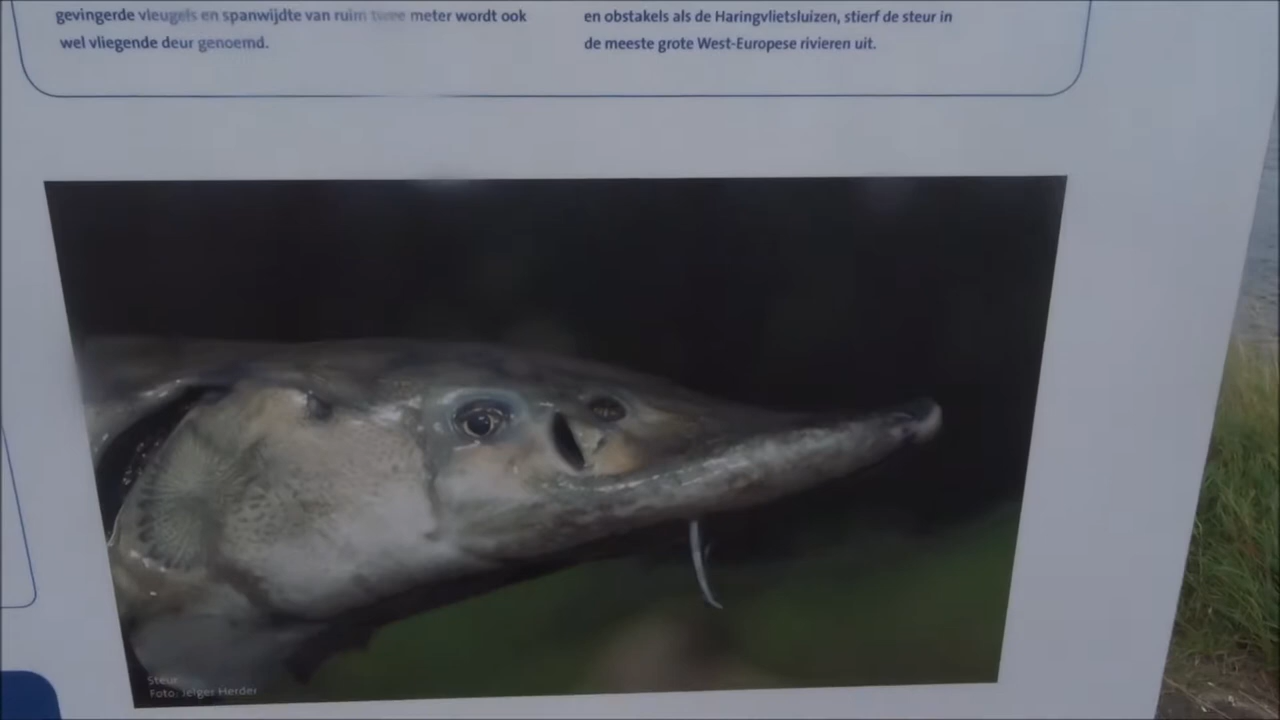 gevingerde vleugels en spanwijdte van ruim twee meter wordt ook
wel vliegende deur genoemd.
en obstakels als de Haringvlietsluizen, stierf de steur in
de meeste grote West-Europese rivieren uit.
Steur
Foto: Jelger Herder